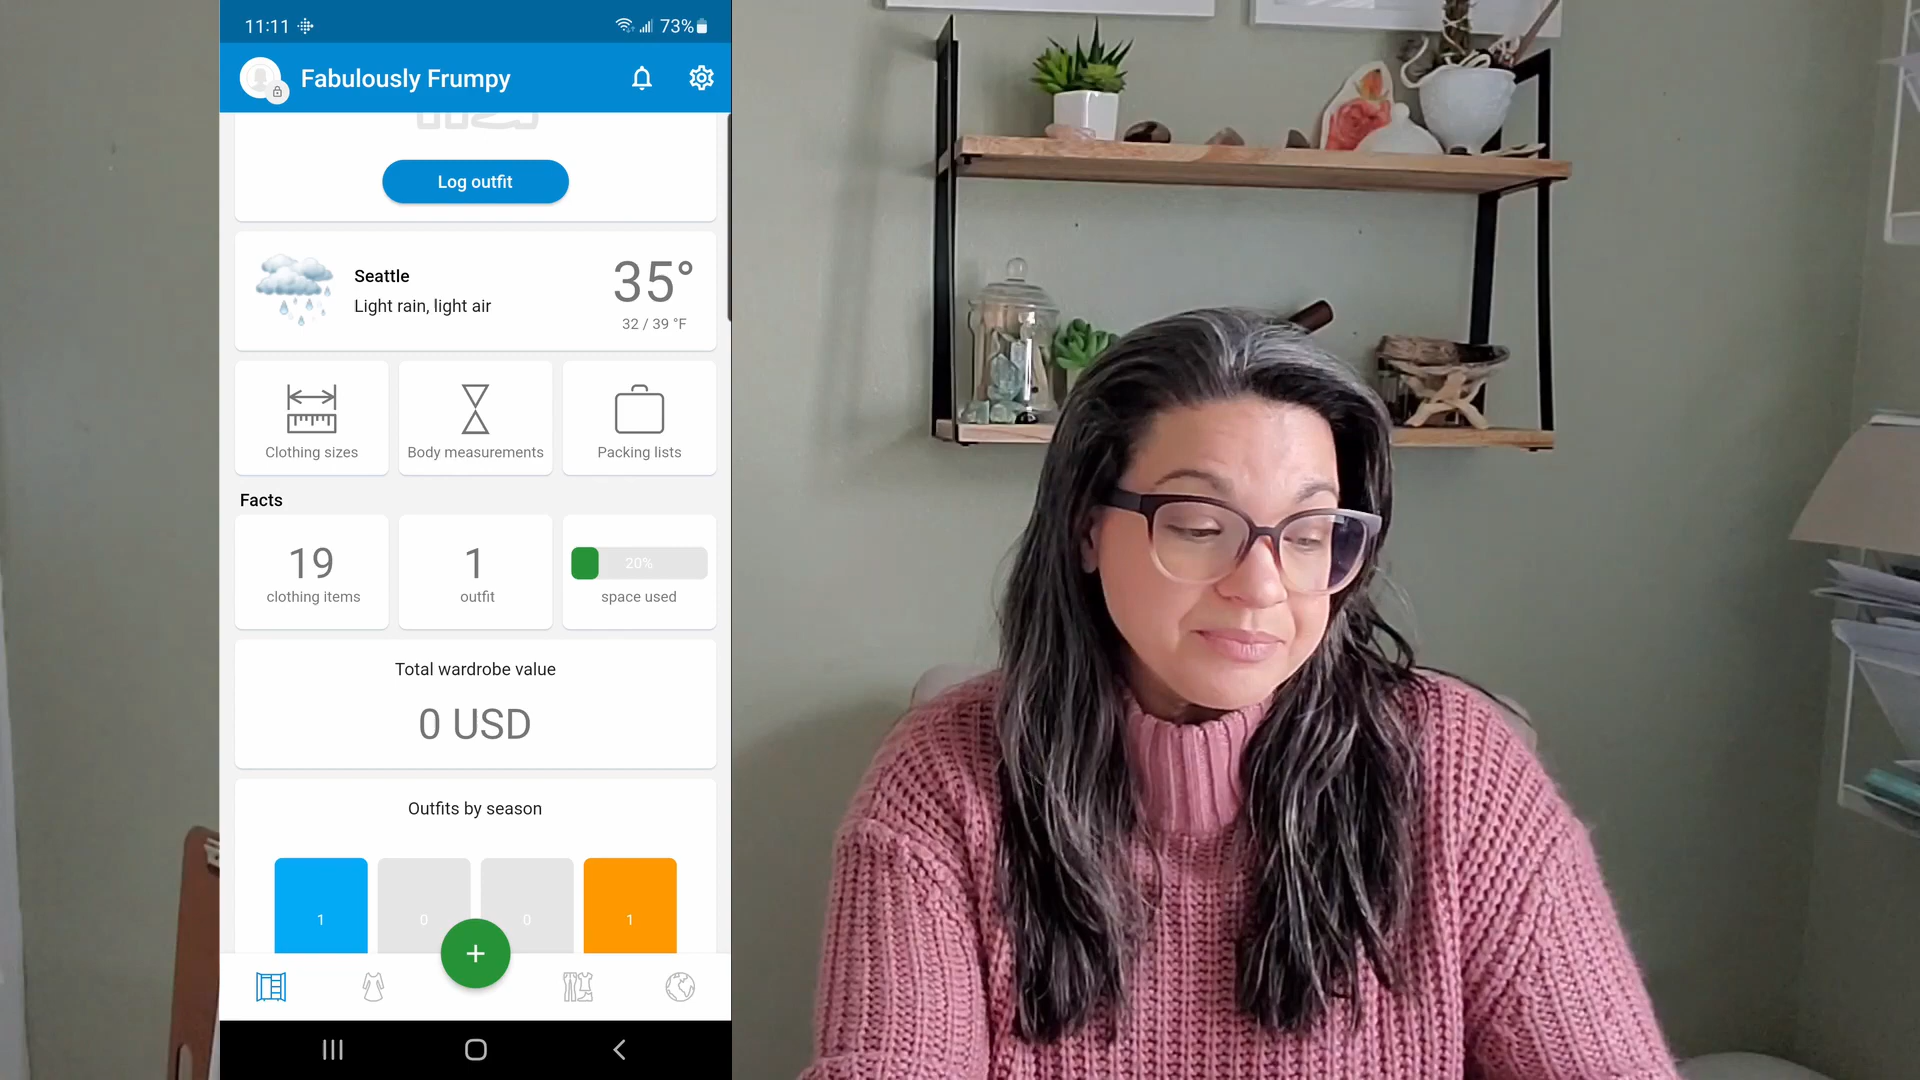 11:11
73%
Fabulously Frumpy
Log outfit
Seattle
Light rain, light air
35°
32 / 39 °F
Clothing sizes
Body measurements
Packing lists
Facts
19
clothing items
1
outfit
20%
space used
Total wardrobe value
0 USD
Outfits by season
1
0
0
1
+